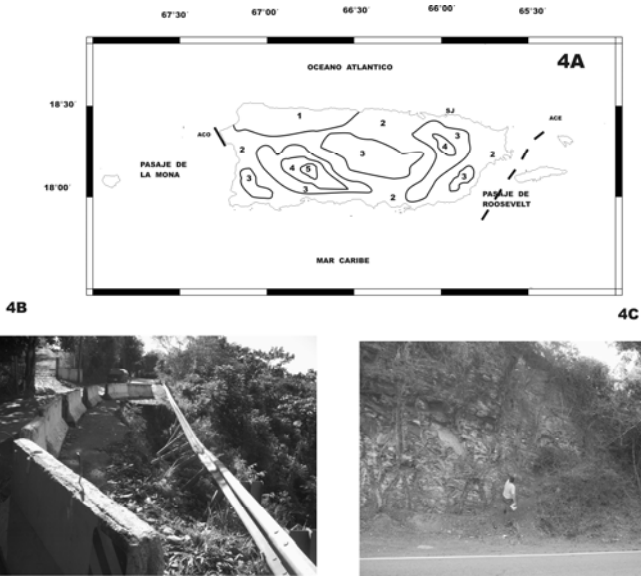 67˚30´ 67˚00´ 66˚30´ 66˚00´ 65˚30´
4A
OCEANO ATLANTICO
18˚30´
1
2
SJ
ACE
ACO
2
3
4
3
2
PASAJE DE
LA MONA
4 5
3
3
3
18˚00´
2
PASAJE DE
ROOSEVELT
MAR CARIBE
4B
4C